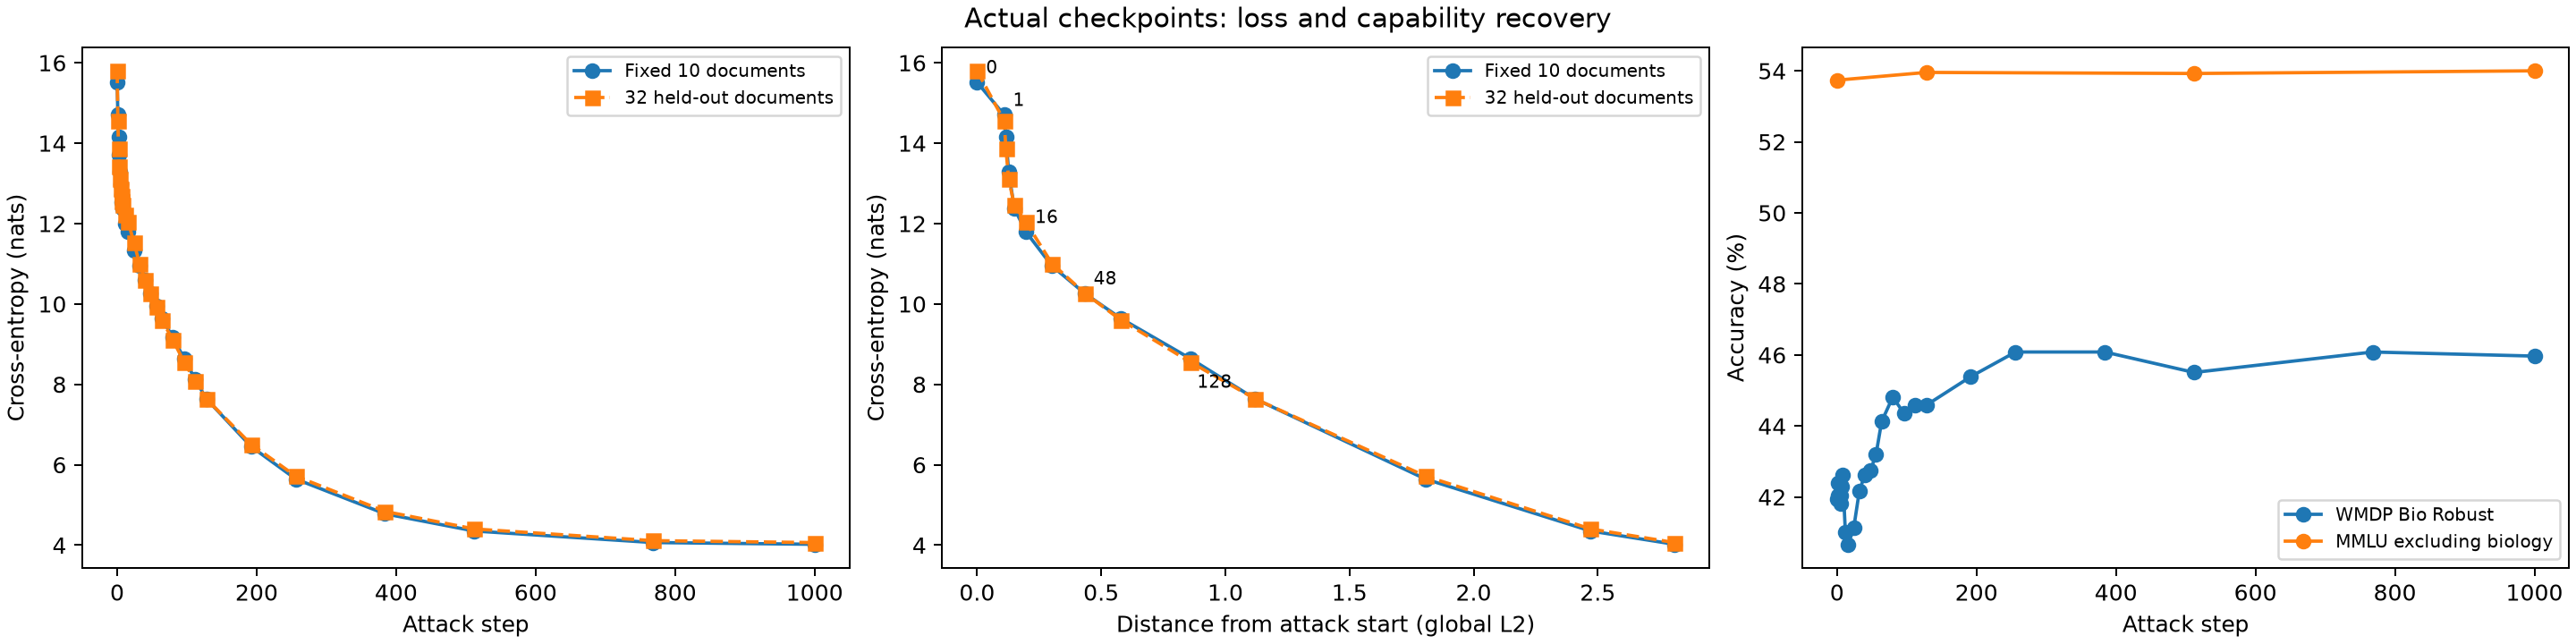 Actual checkpoints: loss and capability recovery
Cross-entropy (nats)
16
14
12
10
8
6
4
Fixed 10 documents
32 held-out documents
0 200 400 600 800 1000
Attack step
Cross-entropy (nats)
16
14
12
10
8
6
4
Fixed 10 documents
32 held-out documents
0
1
16
48
128
0.0 0.5 1.0 1.5 2.0 2.5
Distance from attack start (global L2)
Accuracy (%)
54
52
50
48
46
44
42
WMDP Bio Robust
MMLU excluding biology
0 200 400 600 800 1000
Attack step